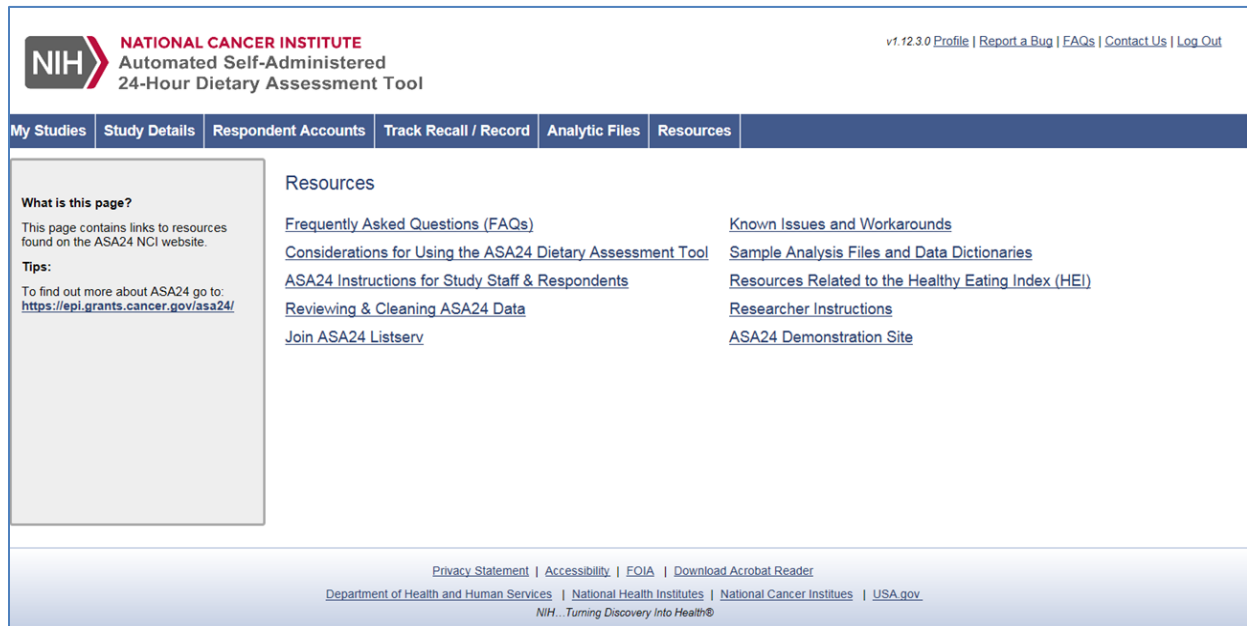 NIH
NATIONAL CANCER INSTITUTE
Automated Self-Administered
24-Hour Dietary Assessment Tool
v1.12.3.0 Profile | Report a Bug | FAQs | Contact Us | Log Out
My Studies
Study Details
Respondent Accounts
Track Recall / Record
Analytic Files
Resources
What is this page?
This page contains links to resources
found on the ASA24 NCI website.
Tips:
To find out more about ASA24 go to:
https://epi.grants.cancer.gov/asa24/
Resources
Frequently Asked Questions (FAQs)
Considerations for Using the ASA24 Dietary Assessment Tool
ASA24 Instructions for Study Staff & Respondents
Reviewing & Cleaning ASA24 Data
Join ASA24 Listserv
Known Issues and Workarounds
Sample Analysis Files and Data Dictionaries
Resources Related to the Healthy Eating Index (HEI)
Researcher Instructions
ASA24 Demonstration Site
Privacy Statement | Accessibility | FOIA | Download Acrobat Reader
Department of Health and Human Services | National Health Institutes | National Cancer Institues | USA.gov
NIH...Turning Discovery Into Health®